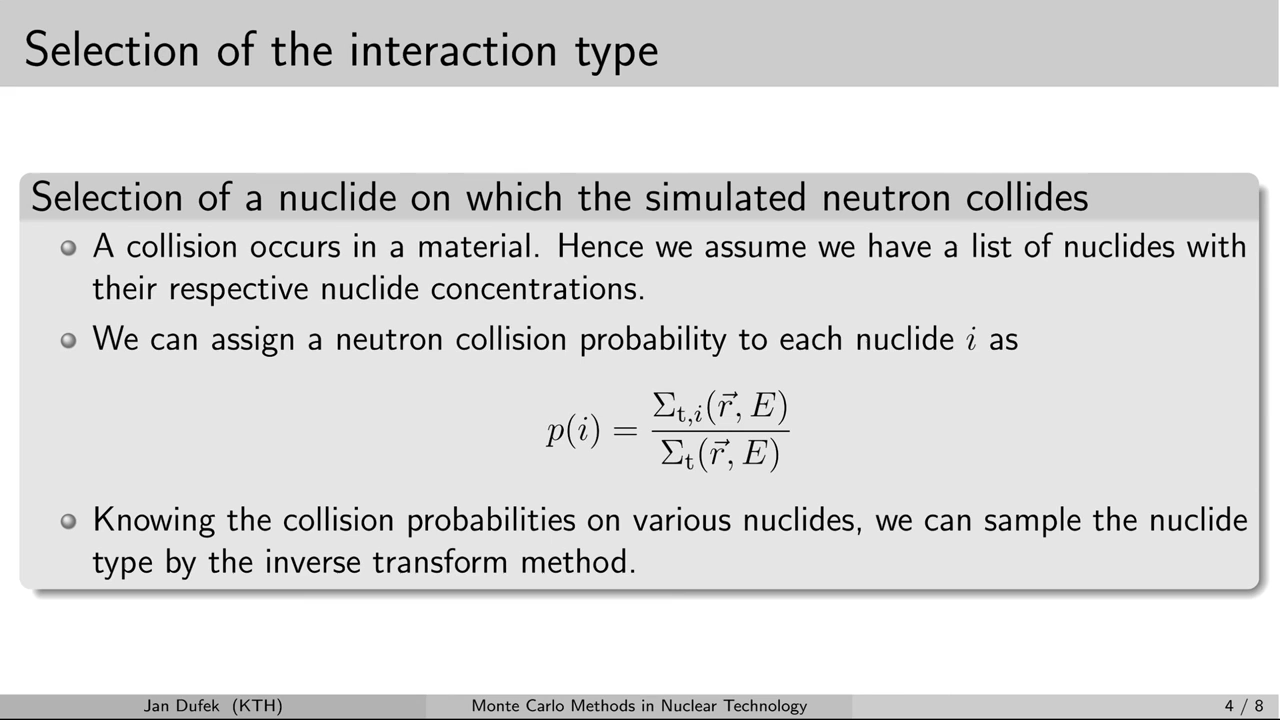 Selection of the interaction type
Selection of a nuclide on which the simulated neutron collides
A collision occurs in a material. Hence we assume we have a list of nuclides with
their respective nuclide concentrations.
We can assign a neutron collision probability to each nuclide i as
p(i) = Σt,i(r⃗, E) / Σt(r⃗, E)
Knowing the collision probabilities on various nuclides, we can sample the nuclide
type by the inverse transform method.
Jan Dufek (KTH)
Monte Carlo Methods in Nuclear Technology
4 / 8